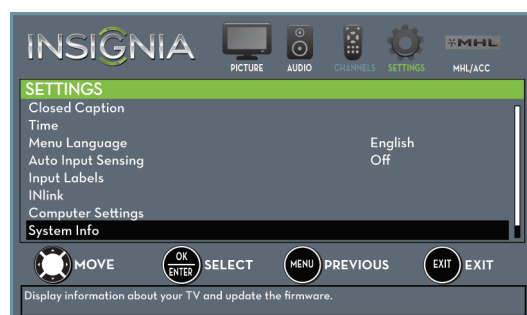 INSIGNIA
PICTURE AUDIO CHANNELS SETTINGS MHL MHL/ACC
SETTINGS
Closed Caption
Time
Menu Language English
Auto Input Sensing Off
Input Labels
INlink
Computer Settings
System Info
MOVE OK ENTER SELECT MENU PREVIOUS EXIT EXIT
Display information about your TV and update the firmware.